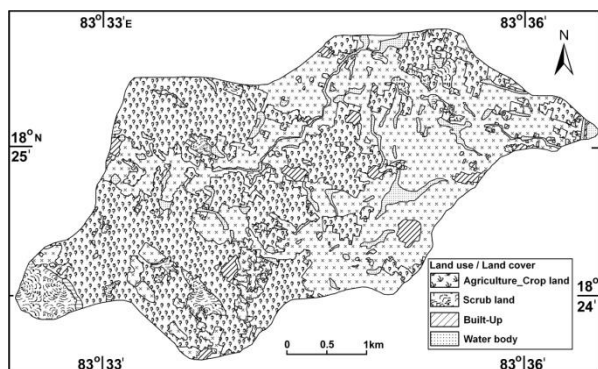 83° 33'E
83° 36'
N
18° N
25'
Land use / Land cover
Agriculture_Crop land
Scrub land
Built-Up
Water body
18°
24'
0 0.5 1km
83° 33'
83° 36'